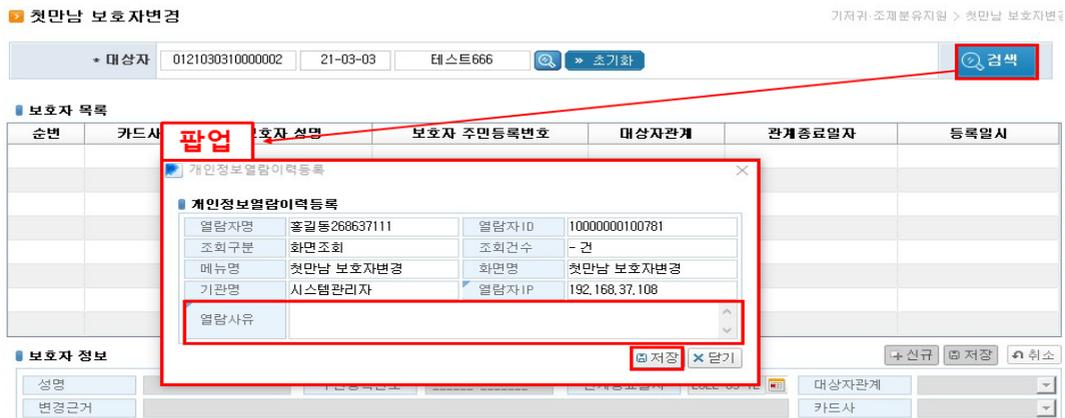 첫만남 보호자변경
기저귀·조제분유지원 > 첫만남 보호자변경
* 대상자 0121030310000002 21-03-03 테스트666 » 초기화 검색
보호자 목록
순번 카드사 보호자 성명 보호자 주민등록번호 대상자관계 관계종료일자 등록일시
팝업
개인정보열람이력등록
개인정보열람이력등록
열람자명 홍길동268637111 열람자ID 10000000100781
조회구분 화면조회 조회건수 - 건
메뉴명 첫만남 보호자변경 화면명 첫만남 보호자변경
기관명 시스템관리자 열람자IP 192.168.37.108
열람사유
저장 닫기
보호자 정보 신규 저장 취소
성명 대상자관계
변경근거 카드사